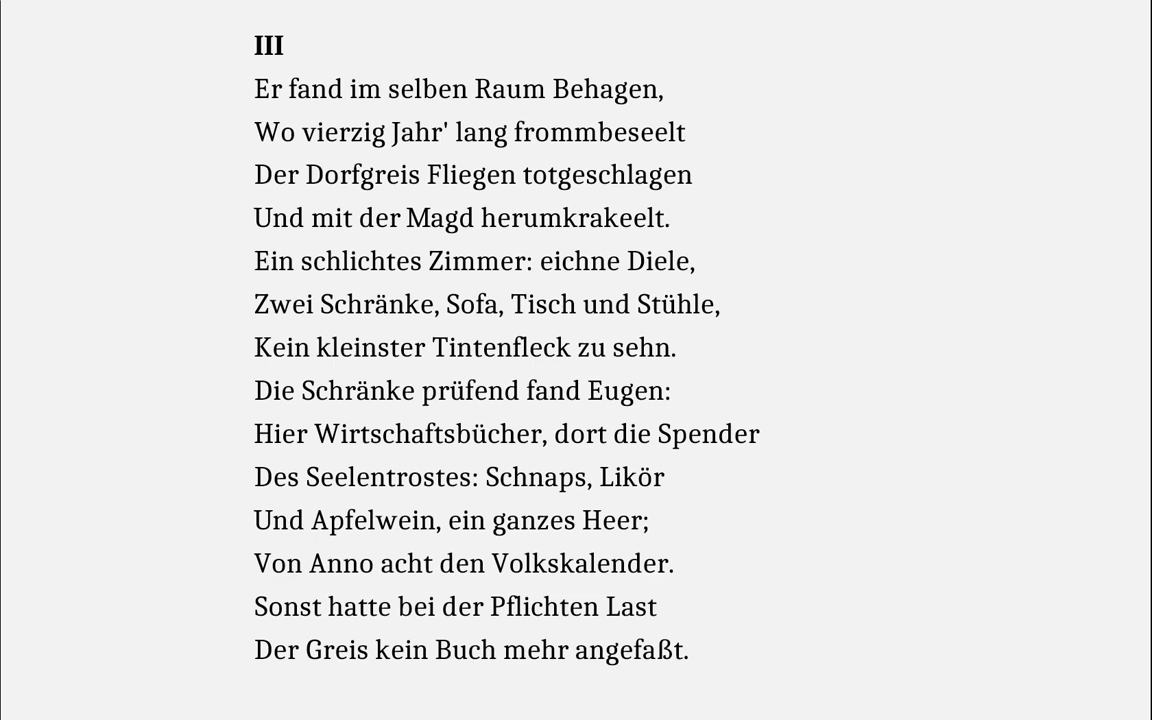 III
Er fand im selben Raum Behagen,
Wo vierzig Jahr' lang frommbeseelt
Der Dorfgreis Fliegen totgeschlagen
Und mit der Magd herumkrakeelt.
Ein schlichtes Zimmer: eichne Diele,
Zwei Schränke, Sofa, Tisch und Stühle,
Kein kleinster Tintenfleck zu sehn.
Die Schränke prüfend fand Eugen:
Hier Wirtschaftsbücher, dort die Spender
Des Seelentrostes: Schnaps, Likör
Und Apfelwein, ein ganzes Heer;
Von Anno acht den Volkskalender.
Sonst hatte bei der Pflichten Last
Der Greis kein Buch mehr angefaßt.